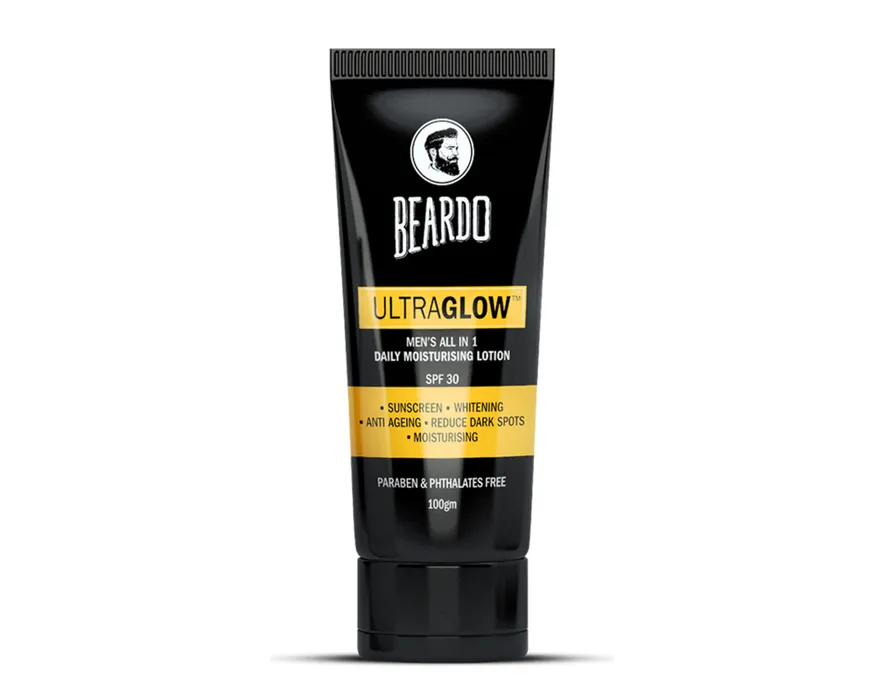 BEARDO
ULTRAGLOW™
MEN'S ALL IN 1
DAILY MOISTURISING LOTION
SPF 30
• SUNSCREEN • WHITENING
• ANTI AGEING • REDUCE DARK SPOTS
• MOISTURISING
PARABEN & PHTHALATES FREE
100gm